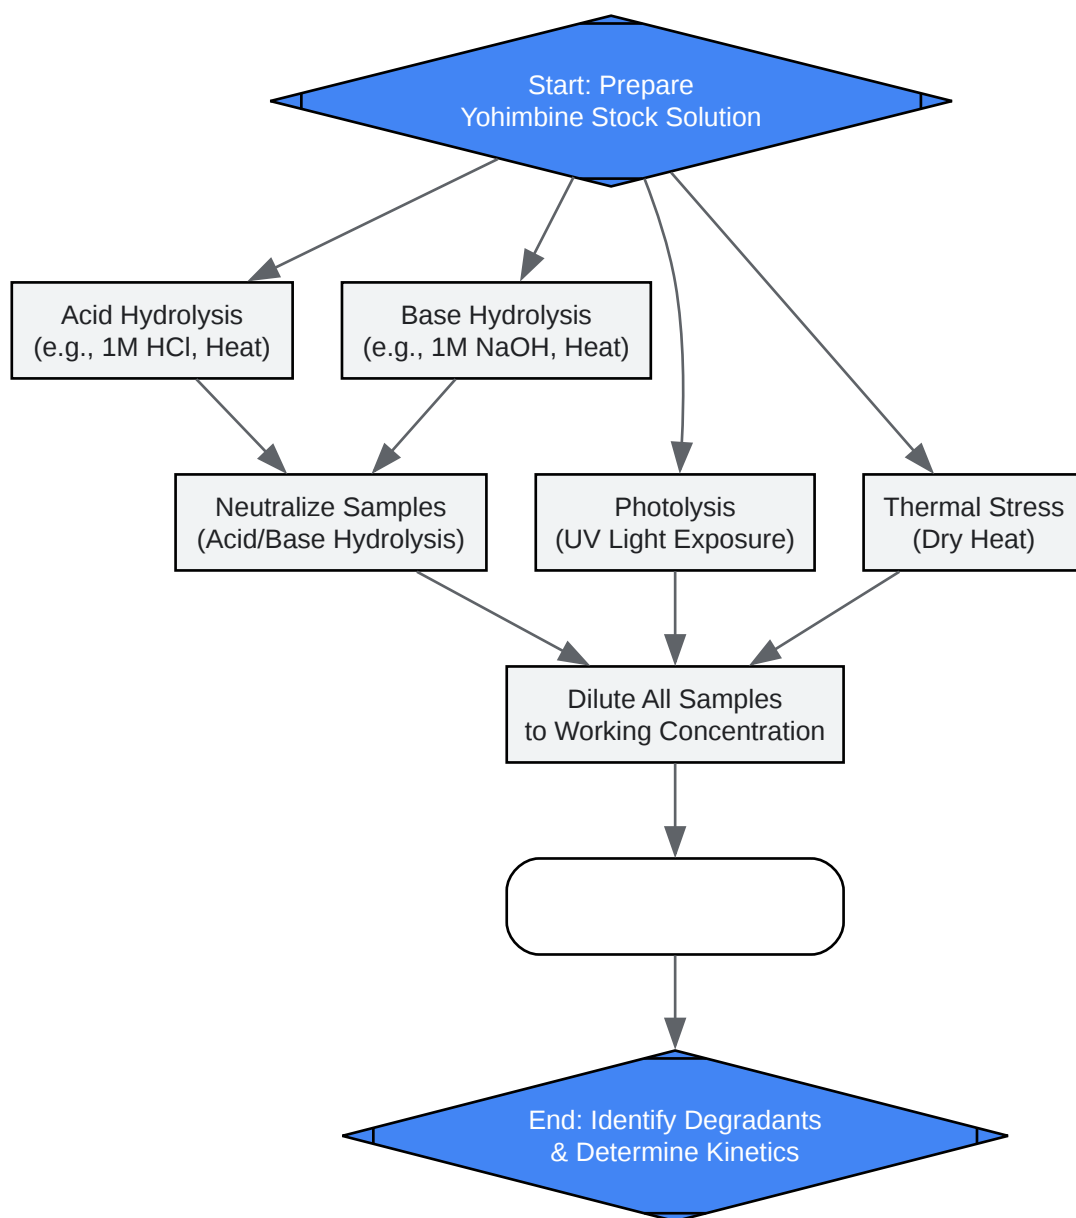 Start: Prepare
Yohimbine Stock Solution
Acid Hydrolysis
(e.g., 1M HCl, Heat)
Base Hydrolysis
(e.g., 1M NaOH, Heat)
Neutralize Samples
(Acid/Base Hydrolysis)
Photolysis
(UV Light Exposure)
Thermal Stress
(Dry Heat)
Dilute All Samples
to Working Concentration
End: Identify Degradants
& Determine Kinetics